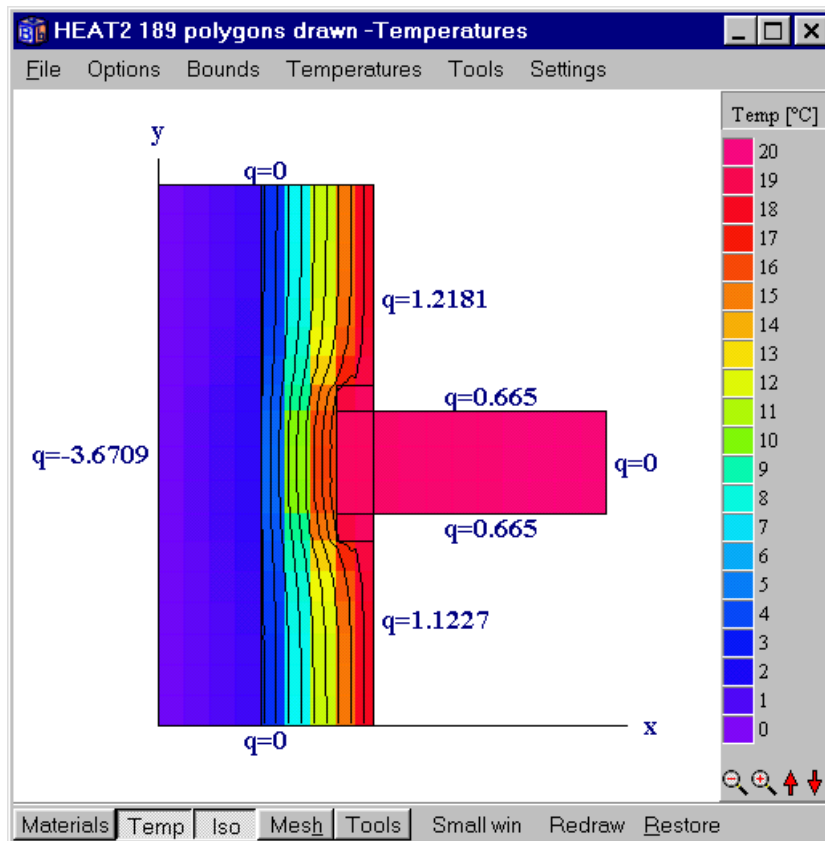 HEAT2 189 polygons drawn -Temperatures
File Options Bounds Temperatures Tools Settings
Temp [°C]
y
q=0
20
19
18
17
16
15
14
13
12
11
10
9
8
7
6
5
4
3
2
1
0
q=1.2181
q=0.665
q=-3.6709
q=0
q=0.665
q=1.1227
x
q=0
Materials Temp Iso Mesh Tools Small win Redraw Restore